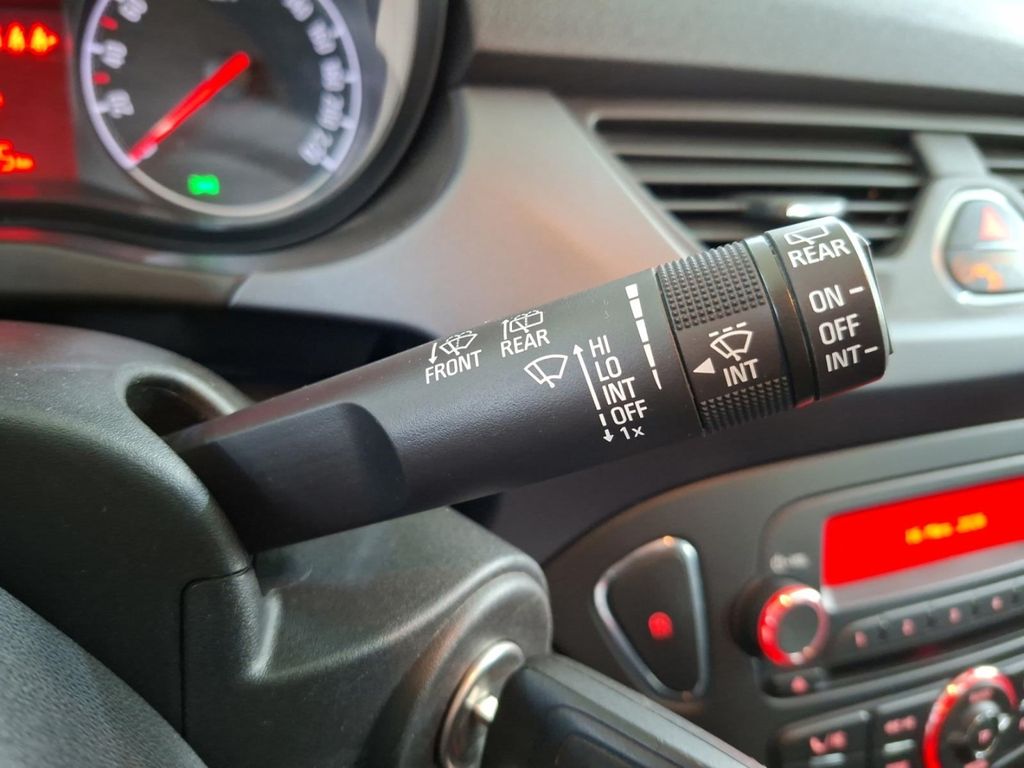 FRONT
REAR
HI
LO
INT
OFF
1x
INT
REAR
ON
OFF
INT